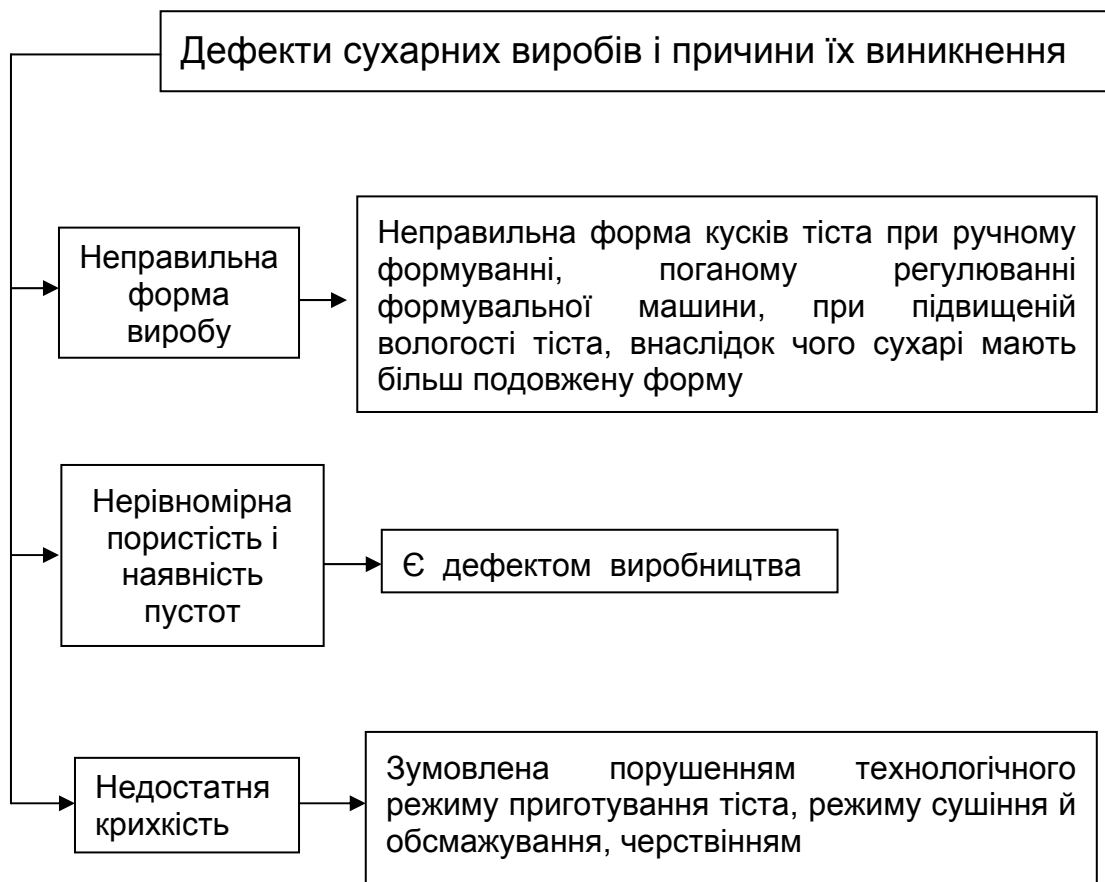 Дефекти сухарних виробів і причини їх виникнення
Неправильна
форма
виробу
Неправильна форма кусків тіста при ручному
формуванні, поганому регулюванні
формувальної машини, при підвищеній
вологості тіста, внаслідок чого сухарі мають
більш подовжену форму
Нерівномірна
пористість і
наявність
пустот
Є дефектом виробництва
Недостатня
крихкість
Зумовлена порушенням технологічного
режиму приготування тіста, режиму сушіння й
обсмажування, черствінням